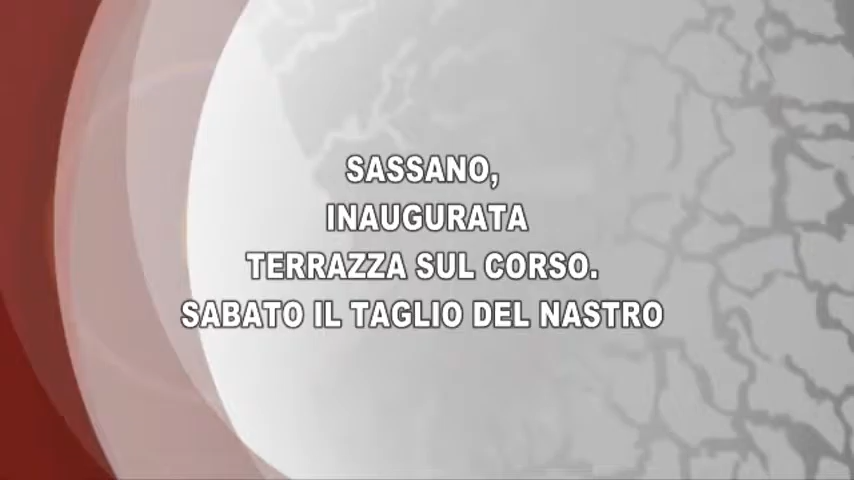 SASSANO,
INAUGURATA
TERRAZZA SUL CORSO.
SABATO IL TAGLIO DEL NASTRO